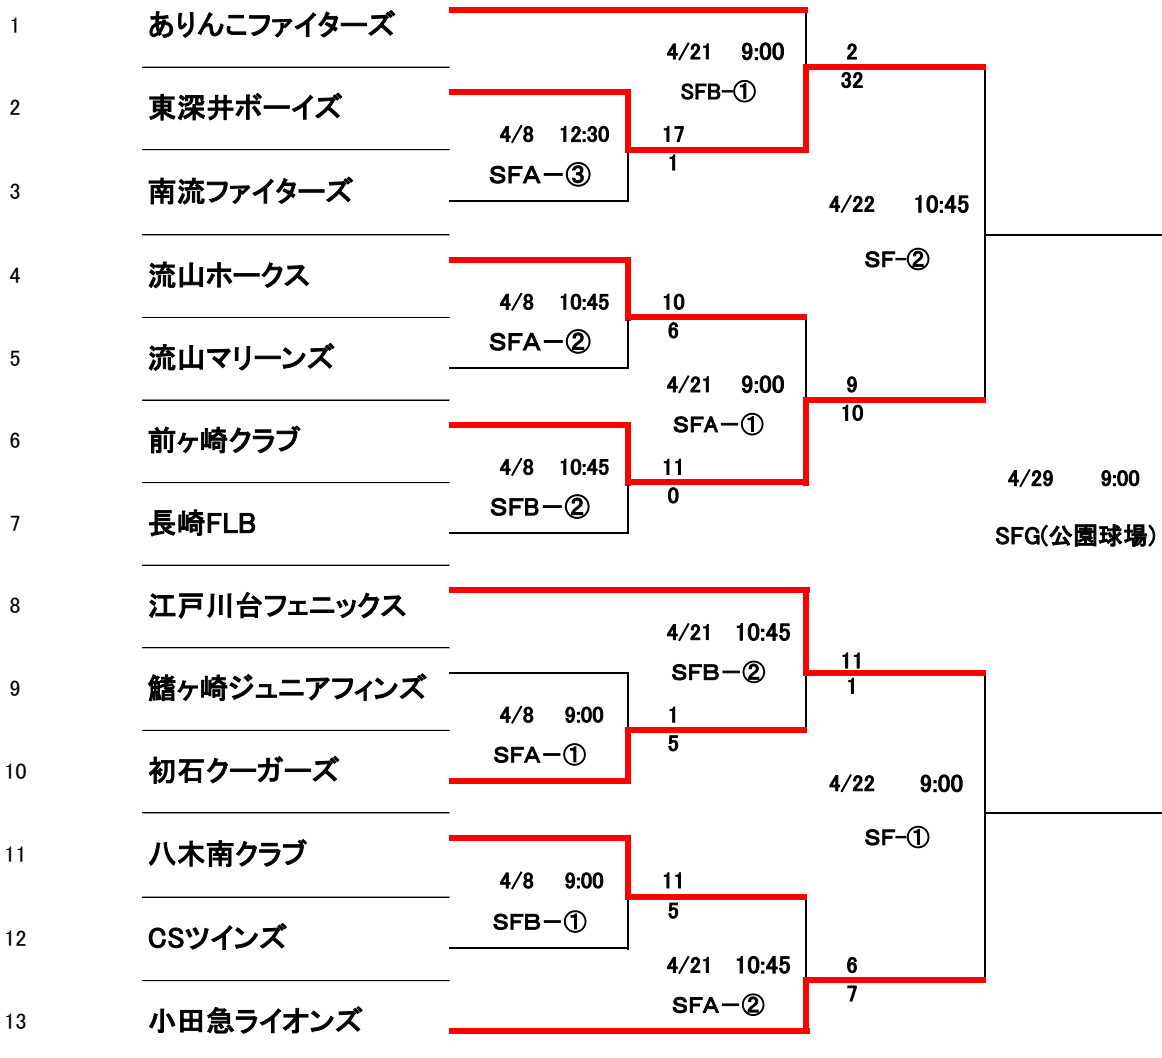 1 ありんこファイターズ
4/21 9:00 2
SFB-① 32
2 東深井ボーイズ
4/8 12:30 17
SFA－③ 1
3 南流ファイターズ
4/22 10:45
SF-②
4 流山ホークス
4/8 10:45 10
SFA－② 6
5 流山マリーンズ
4/21 9:00 9
SFA－① 10
6 前ヶ崎クラブ
4/8 10:45 11
SFB－② 0
4/29 9:00
7 長崎FLB
SFG(公園球場)
8 江戸川台フェニックス
4/21 10:45 11
SFB－② 1
9 鰭ヶ崎ジュニアフィンズ
4/8 9:00 1
SFA－① 5
10 初石クーガーズ
4/22 9:00
SF-①
11 八木南クラブ
4/8 9:00 11
SFB－① 5
12 CSツインズ
4/21 10:45 6
SFA－② 7
13 小田急ライオンズ